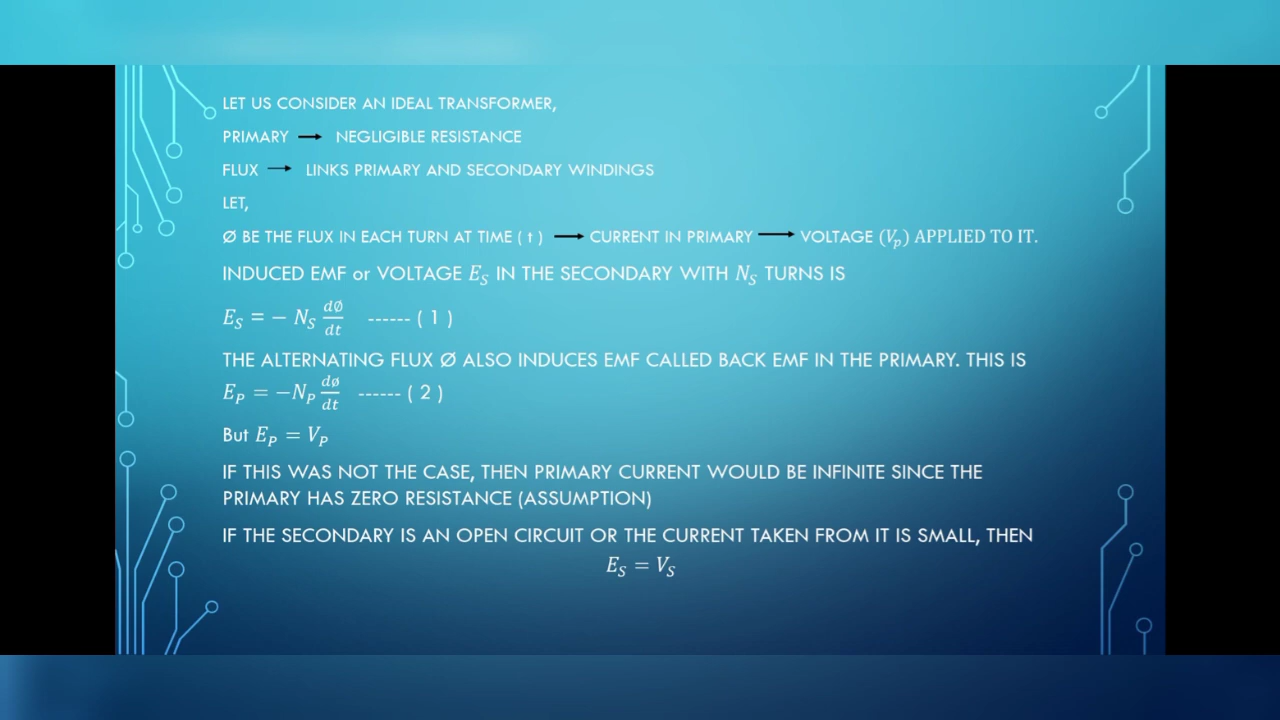 LET US CONSIDER AN IDEAL TRANSFORMER,
PRIMARY → NEGLIGIBLE RESISTANCE
FLUX → LINKS PRIMARY AND SECONDARY WINDINGS
LET,
Ø BE THE FLUX IN EACH TURN AT TIME ( t ) → CURRENT IN PRIMARY → VOLTAGE (V_p) APPLIED TO IT.
INDUCED EMF or VOLTAGE E_S IN THE SECONDARY WITH N_S TURNS IS
E_S = − N_S dØ/dt ------ ( 1 )
THE ALTERNATING FLUX Ø ALSO INDUCES EMF CALLED BACK EMF IN THE PRIMARY. THIS IS
E_P = −N_P dø/dt ------ ( 2 )
But E_P = V_P
IF THIS WAS NOT THE CASE, THEN PRIMARY CURRENT WOULD BE INFINITE SINCE THE
PRIMARY HAS ZERO RESISTANCE (ASSUMPTION)
IF THE SECONDARY IS AN OPEN CIRCUIT OR THE CURRENT TAKEN FROM IT IS SMALL, THEN
E_S = V_S